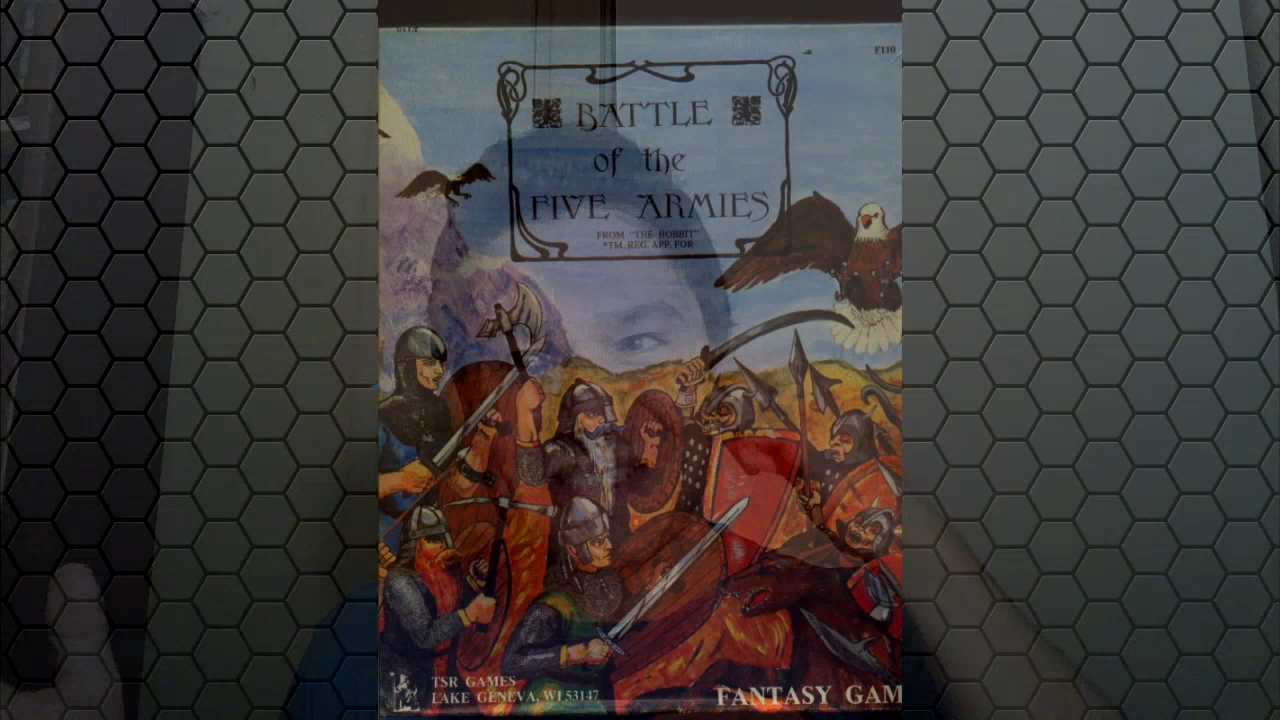 F110
BATTLE
of the
FIVE ARMIES
FROM "THE HOBBIT"
*TM. REG. APP. FOR
TSR GAMES
LAKE GENEVA, WI 53147
FANTASY GAM